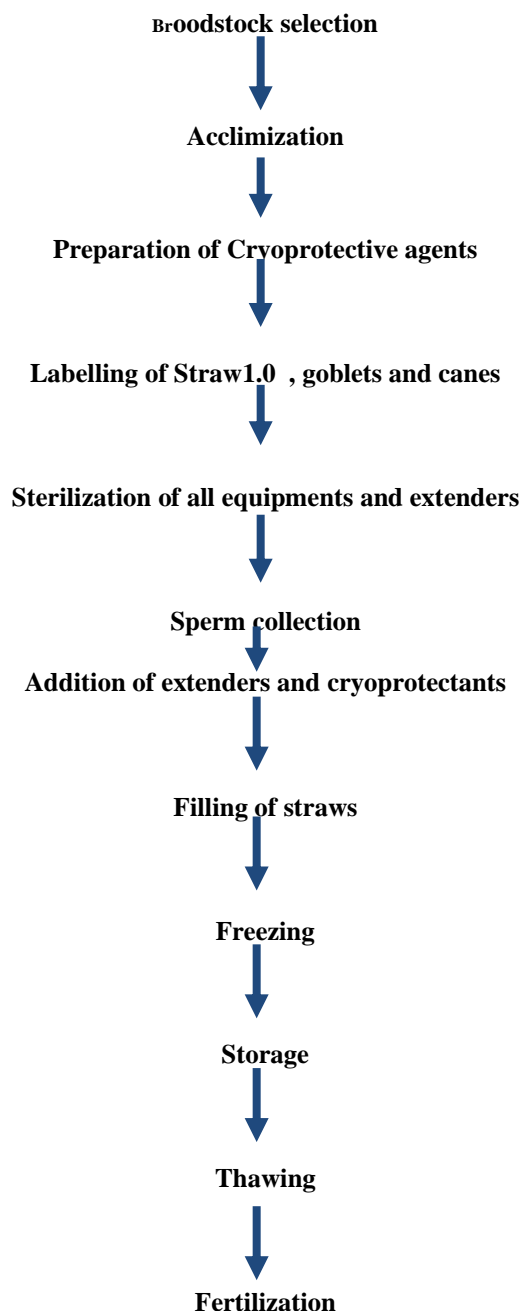 Broodstock selection
Acclimization
Preparation of Cryoprotective agents
Labelling of Straw1.0 , goblets and canes
Sterilization of all equipments and extenders
Sperm collection
Addition of extenders and cryoprotectants
Filling of straws
Freezing
Storage
Thawing
Fertilization